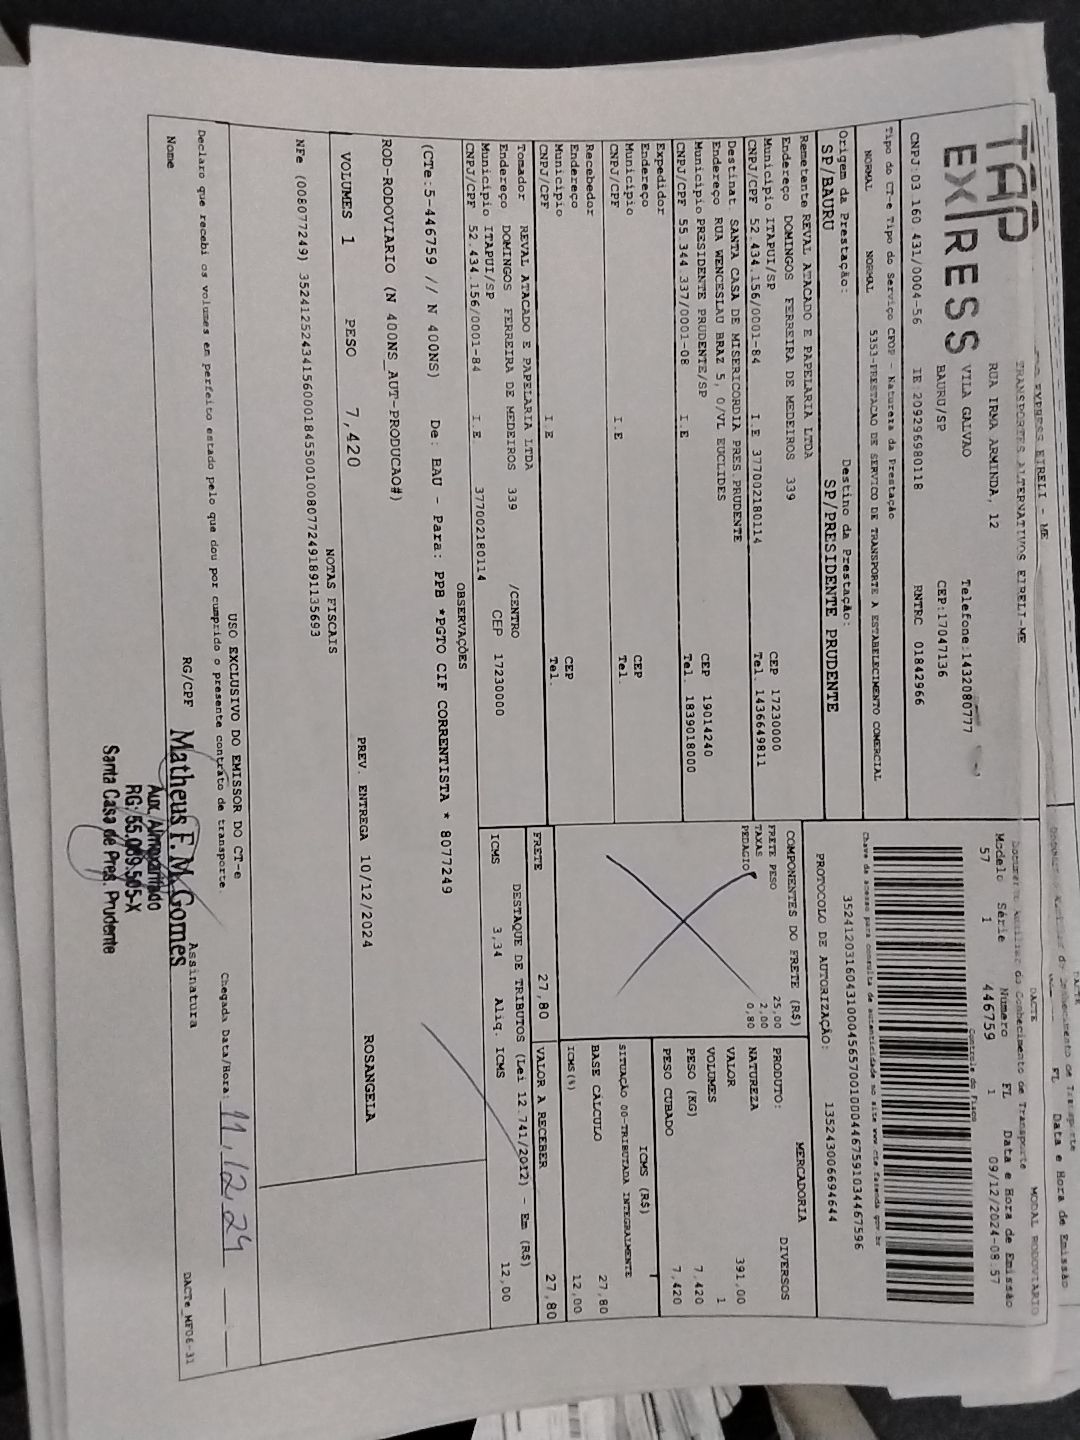 TAP
EXPRESS
TRANSPORTES ALTERNATIVOS EIRELI-ME
RUA IRMA ARMINDA, 12
VILA GALVAO
BAURU/SP
Telefone:1432080777
CEP:17047136
CNPJ:03 160 431/0004-56 IE:209296980118 RNTRC 01842966
Tipo do CT-e Tipo do Serviço CFOP - Natureza da Prestação
NORMAL NORMAL 5353-PRESTACAO DE SERVICO DE TRANSPORTE A ESTABELECIMENTO COMERCIAL
Origem da Prestação: Destino da Prestação:
SP/BAURU SP/PRESIDENTE PRUDENTE
Remetente REVAL ATACADO E PAPELARIA LTDA
Endereço DOMINGOS FERREIRA DE MEDEIROS 339
Município ITAPUI/SP CEP 17230000
CNPJ/CPF 52.434.156/0001-84 I.E 377002180114 Tel. 1436649811
Destinat. SANTA CASA DE MISERICORDIA PRES.PRUDENTE
Endereço RUA WENCESLAU BRAZ 5, 0/VL EUCLIDES
Município PRESIDENTE PRUDENTE/SP CEP 19014240
CNPJ/CPF 55.344.337/0001-08 I.E Tel. 1839018000
Expedidor
Endereço
Município CEP
CNPJ/CPF I.E Tel.
Recebedor
Endereço
Município CEP
CNPJ/CPF I.E Tel.
Tomador REVAL ATACADO E PAPELARIA LTDA
Endereço DOMINGOS FERREIRA DE MEDEIROS 339 /CENTRO
Município ITAPUI/SP CEP 17230000
CNPJ/CPF 52.434.156/0001-84 I.E 377002180114
DACTE MODAL RODOVIARIO
Documento Auxiliar do Conhecimento de Transporte
Modelo Série Número FL Data e Hora de Emissão
57 1 446759 1 09/12/2024-08:57
Controle do Fisco
Chave de acesso para consulta de autenticidade no site www.cte.fazenda.gov.br
35241203160431000456570010004467591034467596
PROTOCOLO DE AUTORIZAÇÃO: 135243006694644
COMPONENTES DO FRETE (R$)
FRETE PESO 25,00
TAXAS 2,00
PEDAGIO 0,80
MERCADORIA
PRODUTO: DIVERSOS
NATUREZA
VALOR 391,00
VOLUMES 1
PESO (KG) 7,420
PESO CUBADO 7,420
ICMS (R$)
SITUAÇÃO 00-TRIBUTADA INTEGRALMENTE
BASE CÁLCULO 27,80
ICMS(%) 12,00
FRETE 27,80 VALOR A RECEBER 27,80
DESTAQUE DE TRIBUTOS (Lei 12.741/2012) - Em (R$)
ICMS 3,34 Aliq. ICMS 12,00
OBSERVAÇÕES
(CTe:5-446759 // N 400NS) De: BAU - Para: PPB *PGTO CIF CORRENTISTA * 8077249
ROD-RODOVIARIO (N 400NS_AUT-PRODUCAO#)
VOLUMES 1 PESO 7,420 PREV. ENTREGA 10/12/2024 ROSANGELA
NOTAS FISCAIS
NFe (008077249) 35241252434156000184550010080772491891135693
USO EXCLUSIVO DO EMISSOR DO CT-e
Declaro que recebi os volumes em perfeito estado pelo que dou por cumprido o presente contrato de transporte. Chegada Data/Hora: 11.12.24
Nome RG/CPF Assinatura
DACTe_MF06-31
Matheus F. M. Gomes
Aux. Almoxarifado
RG: 55.089.505-X
Santa Casa de Pres. Prudente